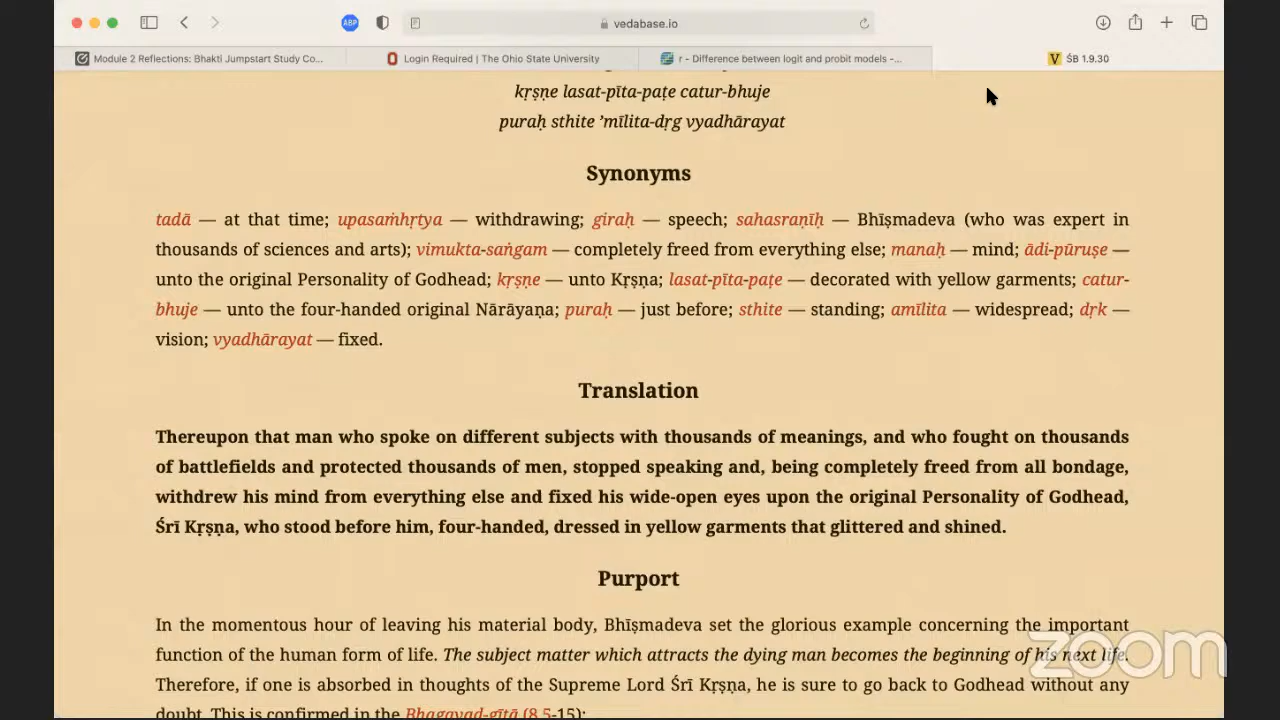 ABP
vedabase.io
Module 2 Reflections: Bhakti Jumpstart Study Co...
Login Required | The Ohio State University
r - Difference between logit and probit models -...
V ŚB 1.9.30
kṛṣṇe lasat-pīta-paṭe catur-bhuje
puraḥ sthite ’mīlita-dṛg vyadhārayat
Synonyms
tadā — at that time; upasaṁhṛtya — withdrawing; giraḥ — speech; sahasraṇīḥ — Bhīṣmadeva (who was expert in
thousands of sciences and arts); vimukta-saṅgam — completely freed from everything else; manaḥ — mind; ādi-pūruṣe —
unto the original Personality of Godhead; kṛṣṇe — unto Kṛṣṇa; lasat-pīta-paṭe — decorated with yellow garments; catur-
bhuje — unto the four-handed original Nārāyaṇa; puraḥ — just before; sthite — standing; amīlita — widespread; dṛk —
vision; vyadhārayat — fixed.
Translation
Thereupon that man who spoke on different subjects with thousands of meanings, and who fought on thousands
of battlefields and protected thousands of men, stopped speaking and, being completely freed from all bondage,
withdrew his mind from everything else and fixed his wide-open eyes upon the original Personality of Godhead,
Śrī Kṛṣṇa, who stood before him, four-handed, dressed in yellow garments that glittered and shined.
Purport
In the momentous hour of leaving his material body, Bhīṣmadeva set the glorious example concerning the important
function of the human form of life. The subject matter which attracts the dying man becomes the beginning of his next life.
Therefore, if one is absorbed in thoughts of the Supreme Lord Śrī Kṛṣṇa, he is sure to go back to Godhead without any
doubt. This is confirmed in the Bhagavad-gītā (8.5-15):
zoom